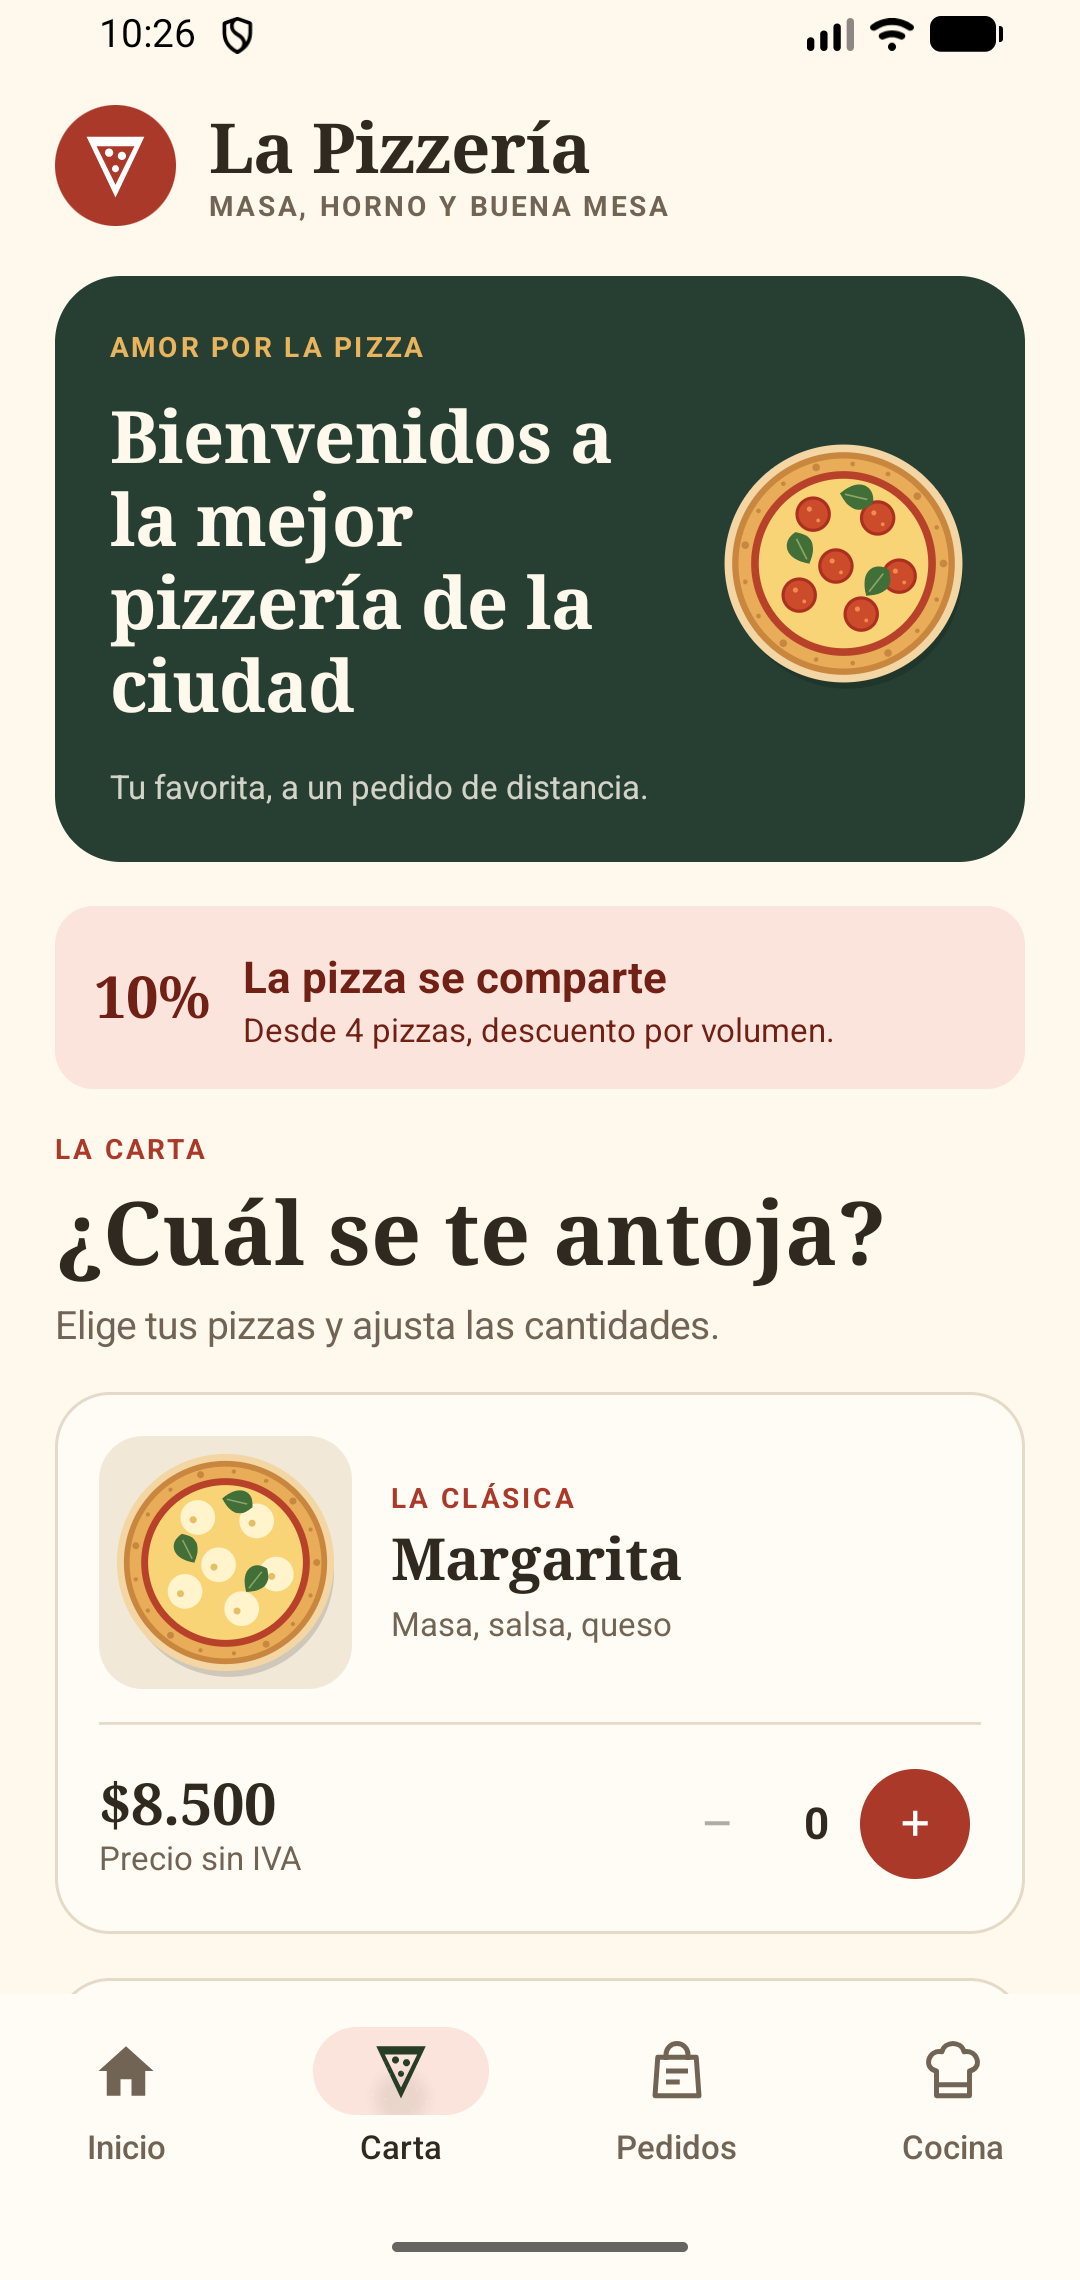 10:26
La Pizzería
MASA, HORNO Y BUENA MESA
AMOR POR LA PIZZA
Bienvenidos a
la mejor
pizzería de la
ciudad
Tu favorita, a un pedido de distancia.
10%
La pizza se comparte
Desde 4 pizzas, descuento por volumen.
LA CARTA
¿Cuál se te antoja?
Elige tus pizzas y ajusta las cantidades.
LA CLÁSICA
Margarita
Masa, salsa, queso
$8.500
Precio sin IVA
− 0 +
Inicio
Carta
Pedidos
Cocina